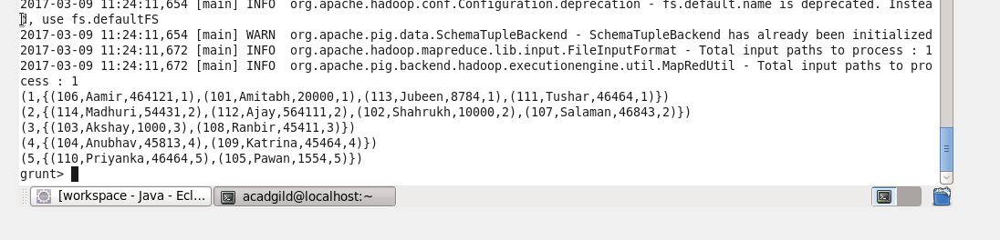 2017-03-09 11:24:11,654 [main] INFO  org.apache.hadoop.conf.Configuration.deprecation - fs.default.name is deprecated. Instea
d, use fs.defaultFS
2017-03-09 11:24:11,654 [main] WARN  org.apache.pig.data.SchemaTupleBackend - SchemaTupleBackend has already been initialized
2017-03-09 11:24:11,672 [main] INFO  org.apache.hadoop.mapreduce.lib.input.FileInputFormat - Total input paths to process : 1
2017-03-09 11:24:11,672 [main] INFO  org.apache.pig.backend.hadoop.executionengine.util.MapRedUtil - Total input paths to pro
cess : 1
(1,{(106,Aamir,464121,1),(101,Amitabh,20000,1),(113,Jubeen,8784,1),(111,Tushar,46464,1)})
(2,{(114,Madhuri,54431,2),(112,Ajay,564111,2),(102,Shahrukh,10000,2),(107,Salaman,46843,2)})
(3,{(103,Akshay,1000,3),(108,Ranbir,45411,3)})
(4,{(104,Anubhav,45813,4),(109,Katrina,45464,4)})
(5,{(110,Priyanka,46464,5),(105,Pawan,1554,5)})
grunt>
[workspace - Java - Ecl... acadgild@localhost:~